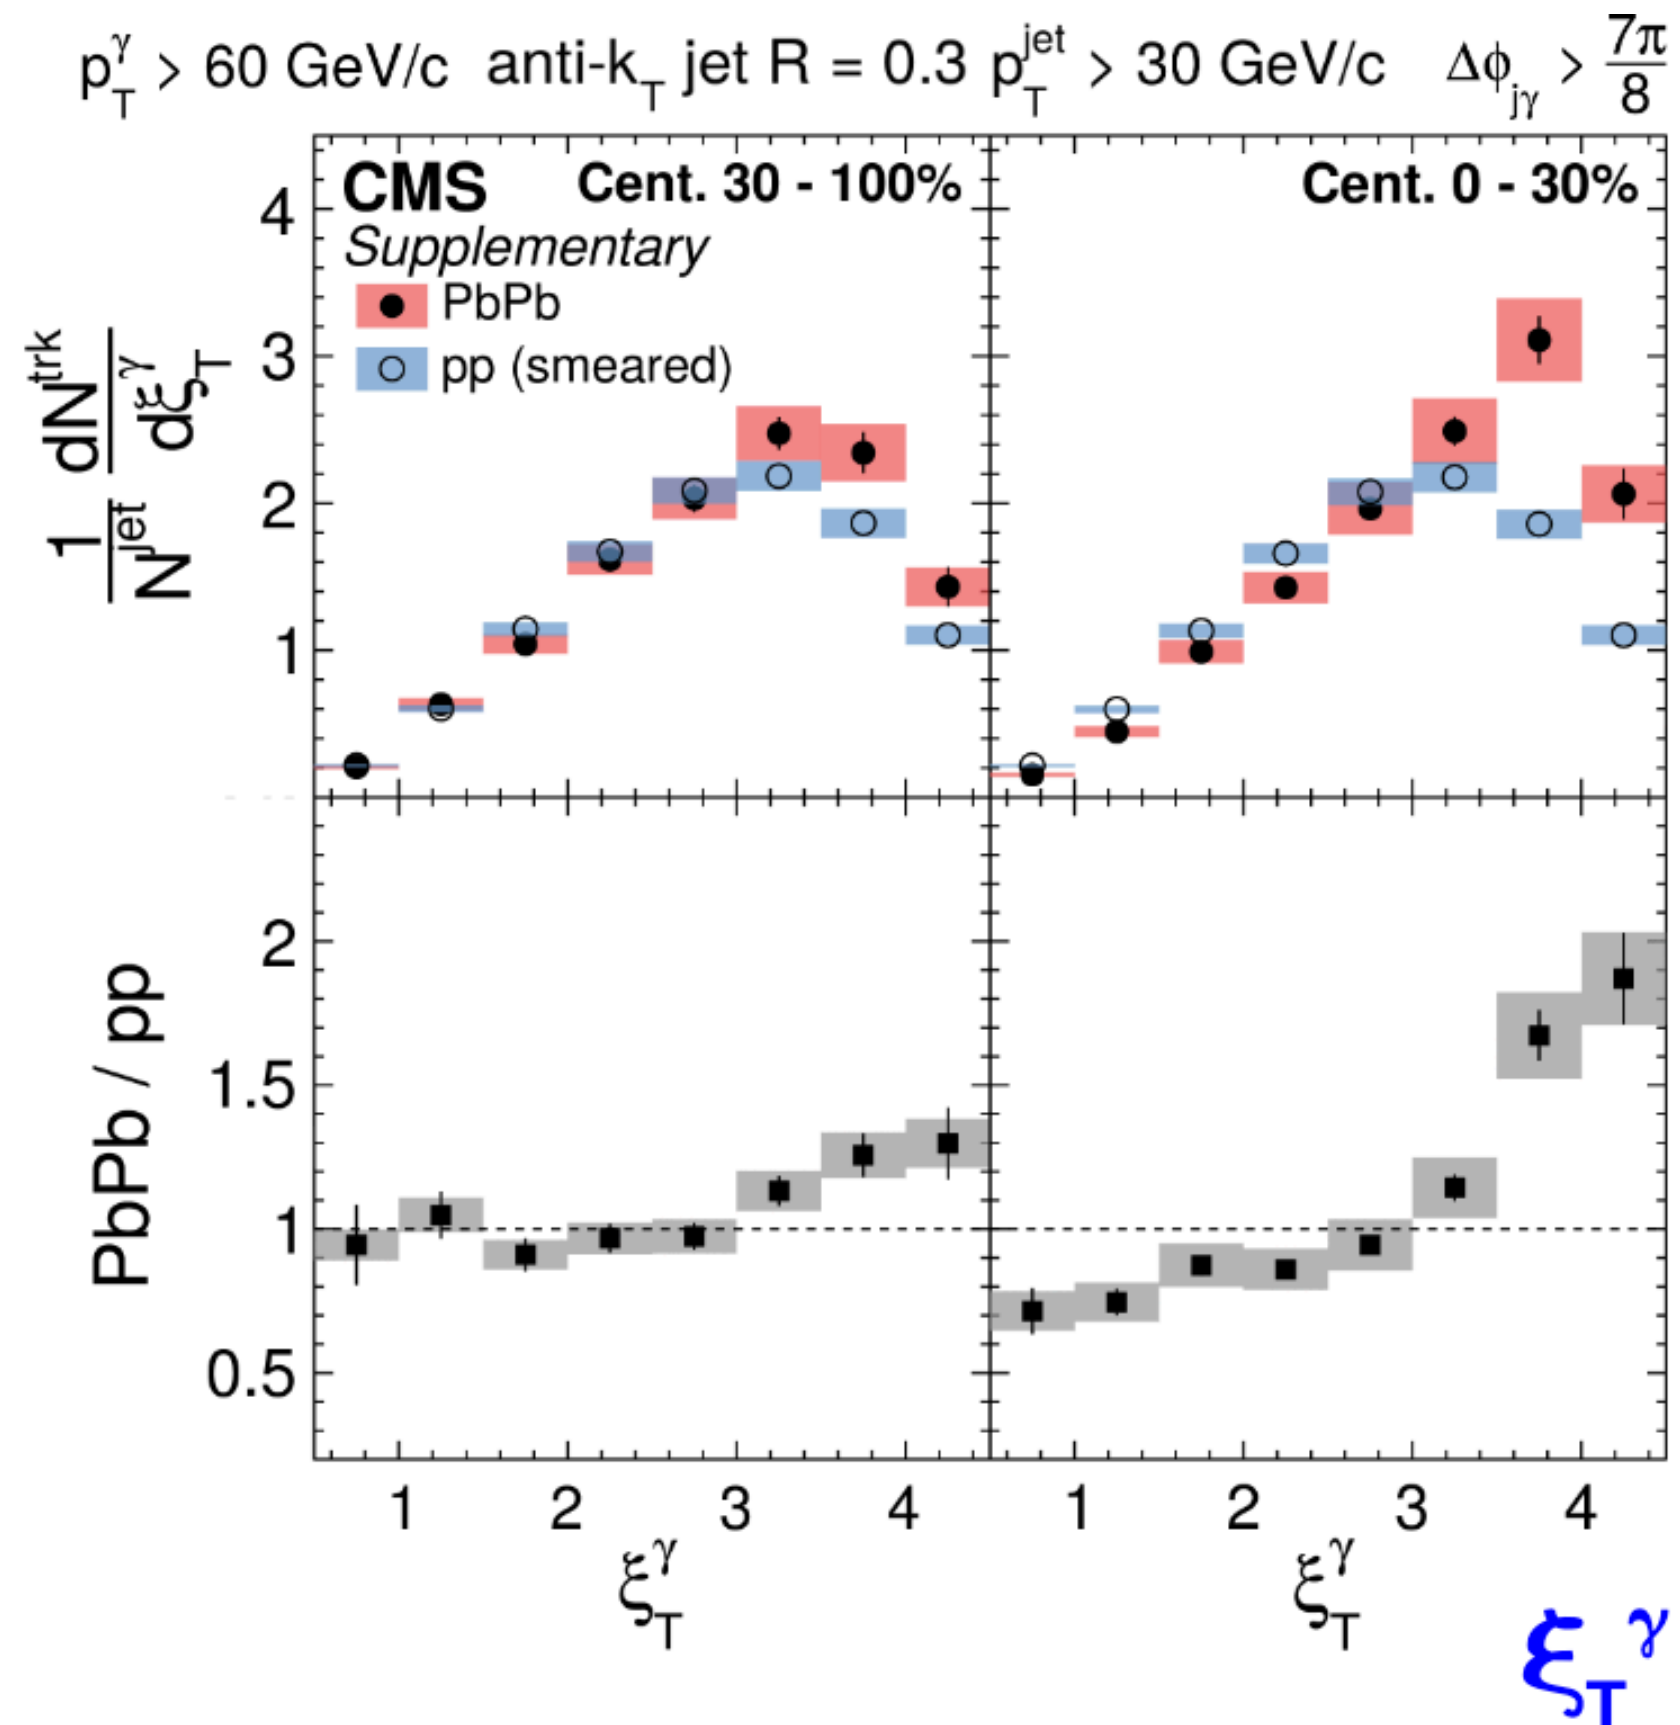 p_T^γ > 60 GeV/c anti-k_T jet R = 0.3 p_T^jet > 30 GeV/c Δϕ_jγ > 7π/8
CMS Cent. 30 - 100%
Supplementary
PbPb
pp (smeared)
Cent. 0 - 30%
1/N^jet dN^trk/dξ_T^γ
4
3
2
1
PbPb / pp
2
1.5
1
0.5
1 2 3 4
1 2 3 4
ξ_T^γ
ξ_T^γ
ξ_T^γ